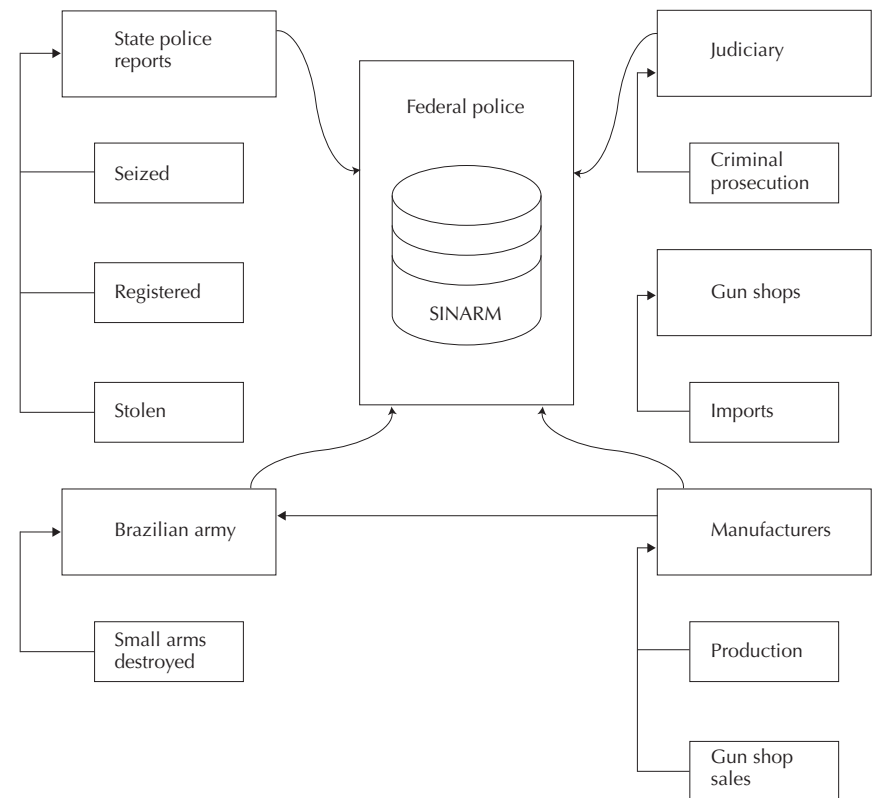 State police
reports
Seized
Registered
Stolen
Federal police
SINARM
Judiciary
Criminal
prosecution
Gun shops
Imports
Brazilian army
Small arms
destroyed
Manufacturers
Production
Gun shop
sales